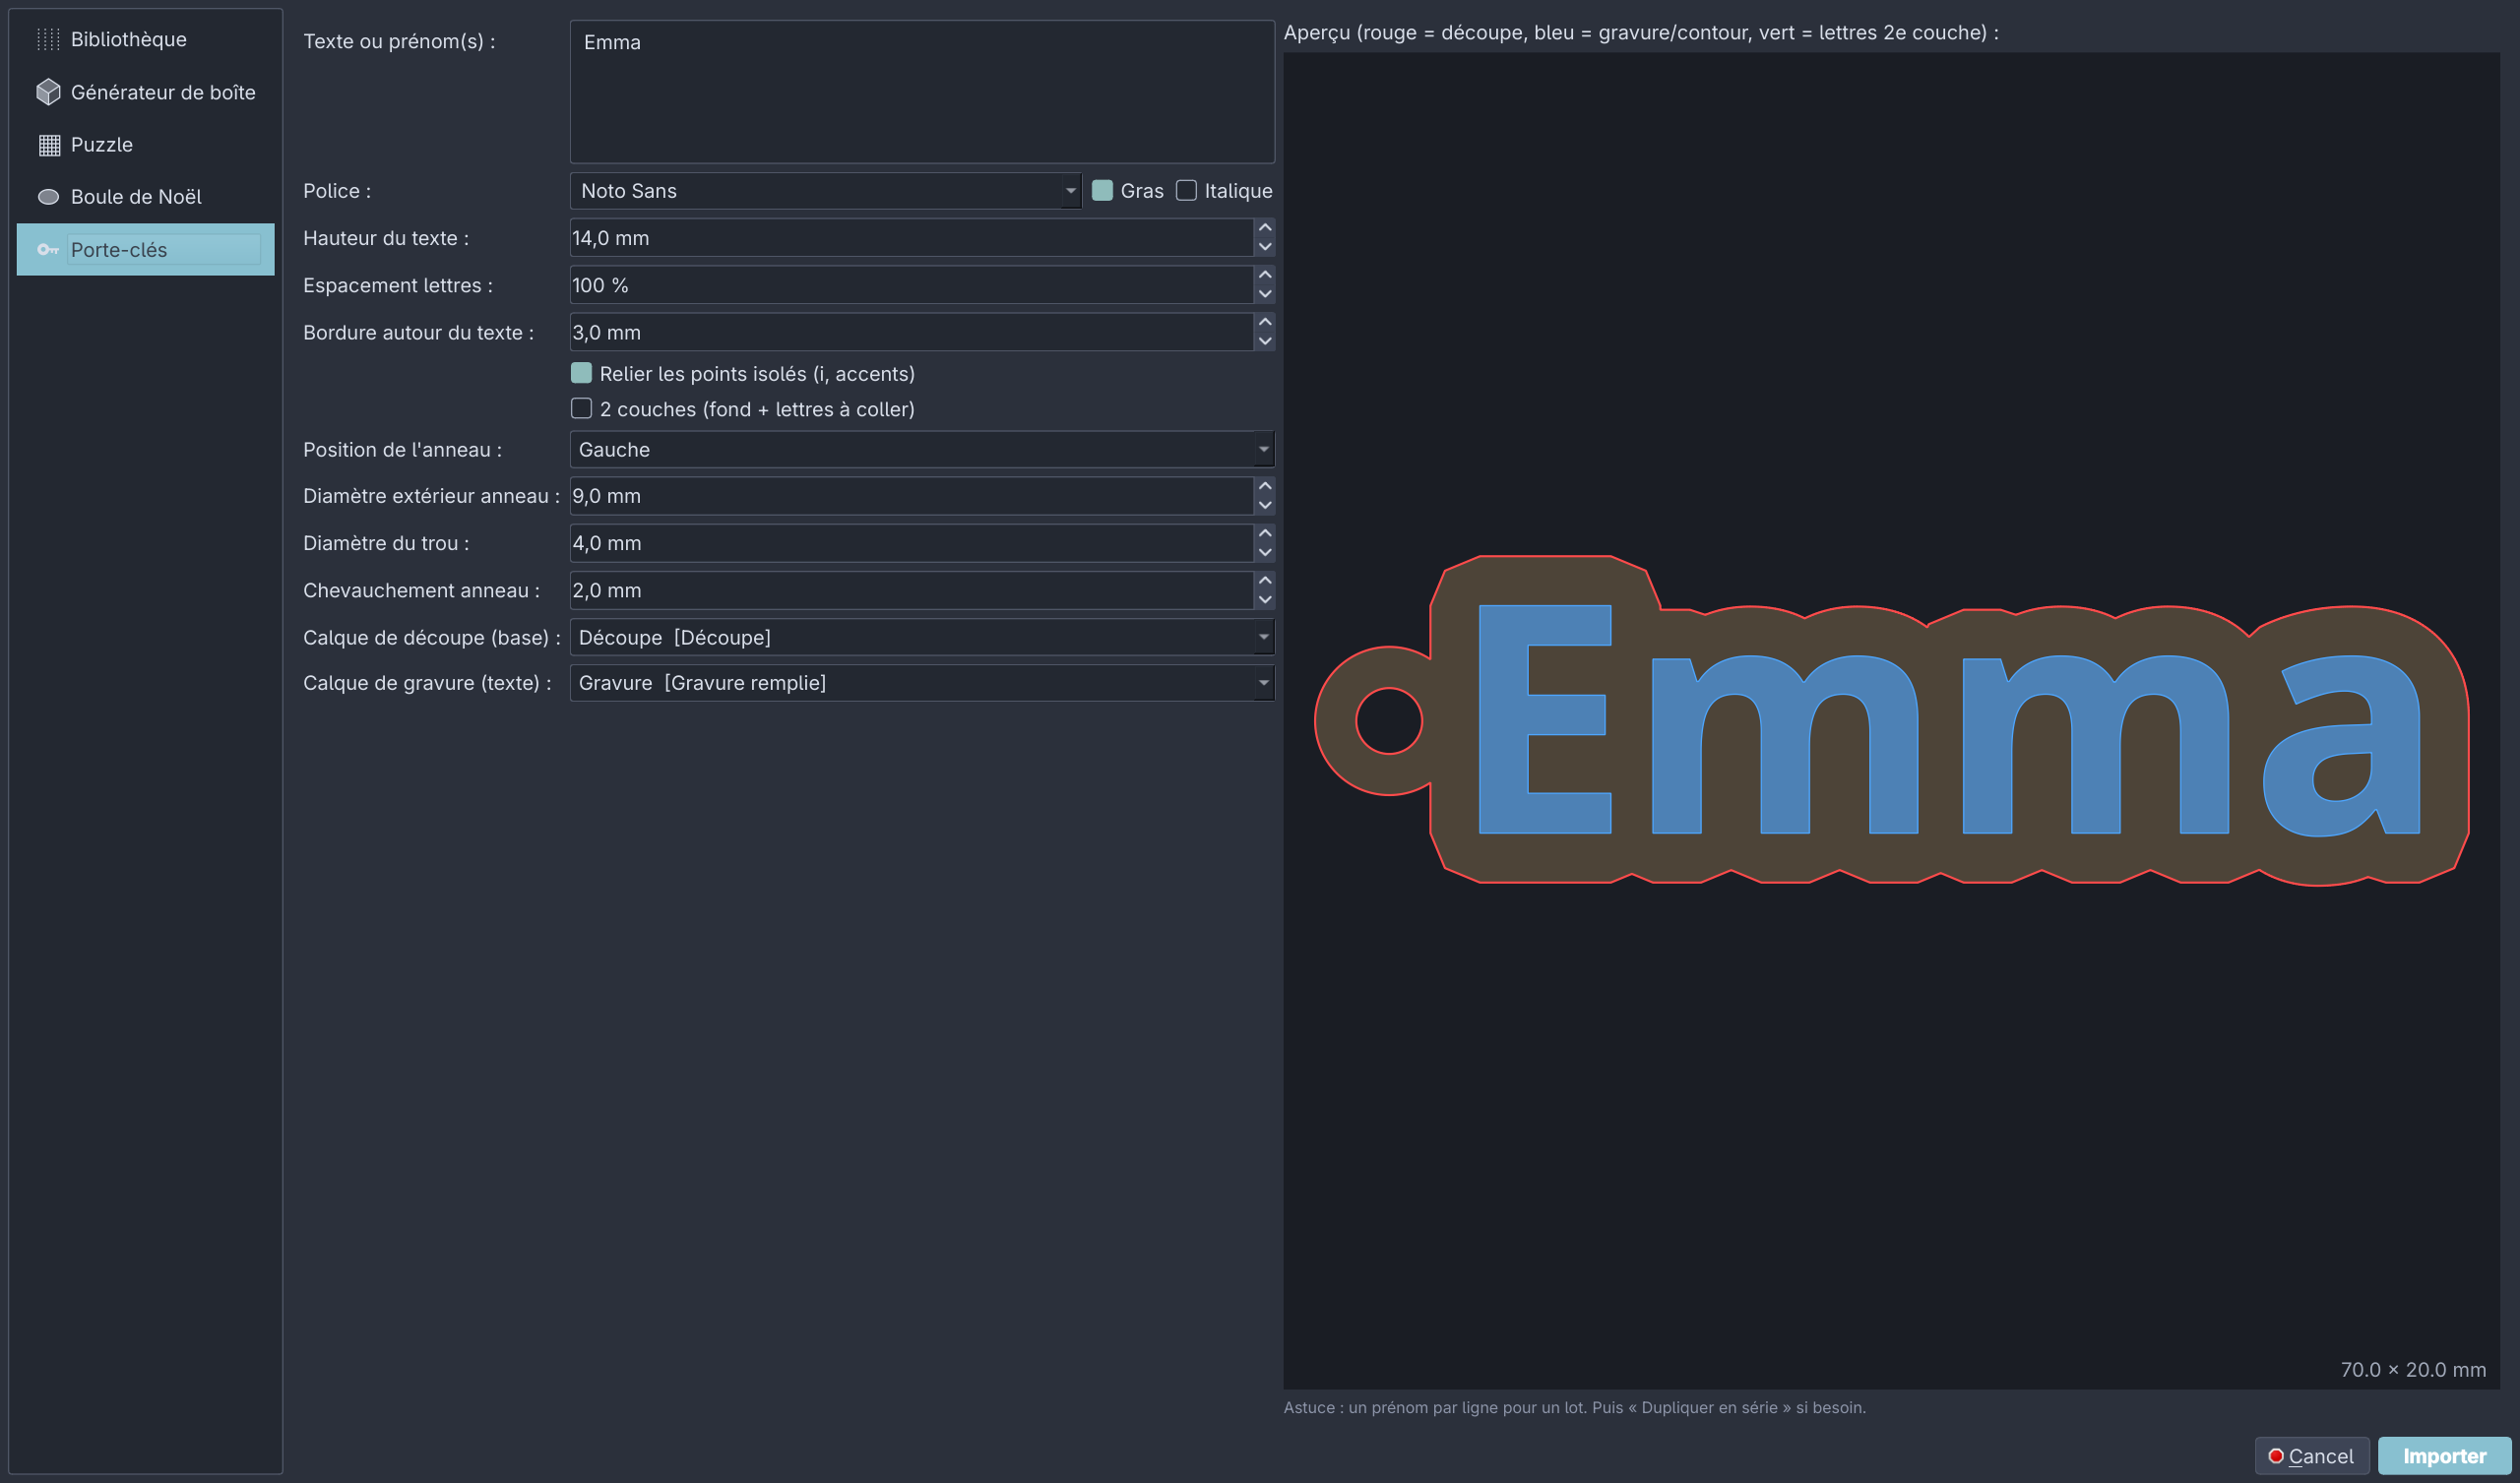 Bibliothèque
Générateur de boîte
Puzzle
Boule de Noël
Porte-clés
Texte ou prénom(s) :
Emma
Police :
Noto Sans
Gras
Italique
Hauteur du texte :
14,0 mm
Espacement lettres :
100 %
Bordure autour du texte :
3,0 mm
Relier les points isolés (i, accents)
2 couches (fond + lettres à coller)
Position de l'anneau :
Gauche
Diamètre extérieur anneau :
9,0 mm
Diamètre du trou :
4,0 mm
Chevauchement anneau :
2,0 mm
Calque de découpe (base) :
Découpe  [Découpe]
Calque de gravure (texte) :
Gravure  [Gravure remplie]
Aperçu (rouge = découpe, bleu = gravure/contour, vert = lettres 2e couche) :
Emma
70.0 × 20.0 mm
Astuce : un prénom par ligne pour un lot. Puis « Dupliquer en série » si besoin.
Cancel
Importer